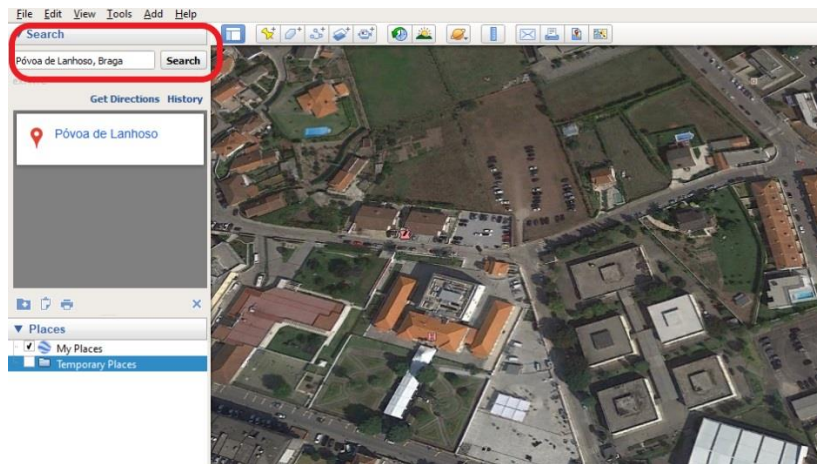 File Edit View Tools Add Help
▼ Search
Póvoa de Lanhoso, Braga Search
Get Directions History
Póvoa de Lanhoso
▼ Places
My Places
Temporary Places